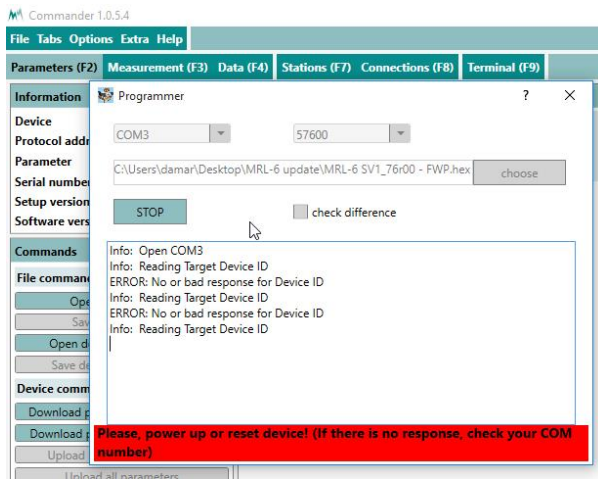 Commander 1.0.5.4
File Tabs Options Extra Help
Parameters (F2) Measurement (F3) Data (F4) Stations (F7) Connections (F8) Terminal (F9)
Information
Programmer ? X
Device
Protocol addr
Parameter
Serial number
Setup version
Software vers
COM3 57600
C:\Users\damar\Desktop\MRL-6 update\MRL-6 SV1_76r00 - FWP.hex choose
STOP check difference
Commands
File comman
Ope
Sav
Open d
Save de
Device comm
Download p
Download p
Upload
Upload all parameters
Info: Open COM3
Info: Reading Target Device ID
ERROR: No or bad response for Device ID
Info: Reading Target Device ID
ERROR: No or bad response for Device ID
Info: Reading Target Device ID
Please, power up or reset device! (If there is no response, check your COM
number)